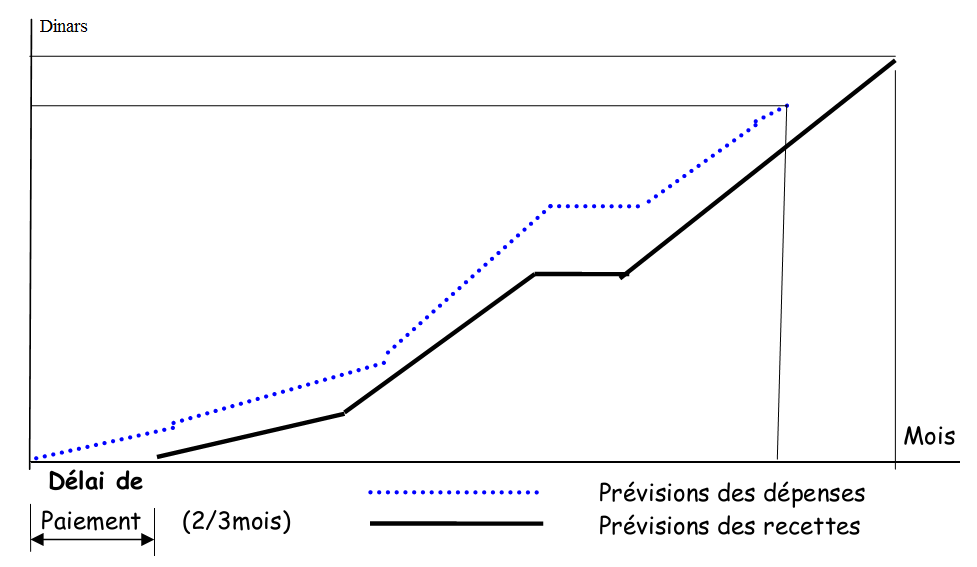 Dinars
Mois
Délai de
Paiement (2/3mois)
Prévisions des dépenses
Prévisions des recettes